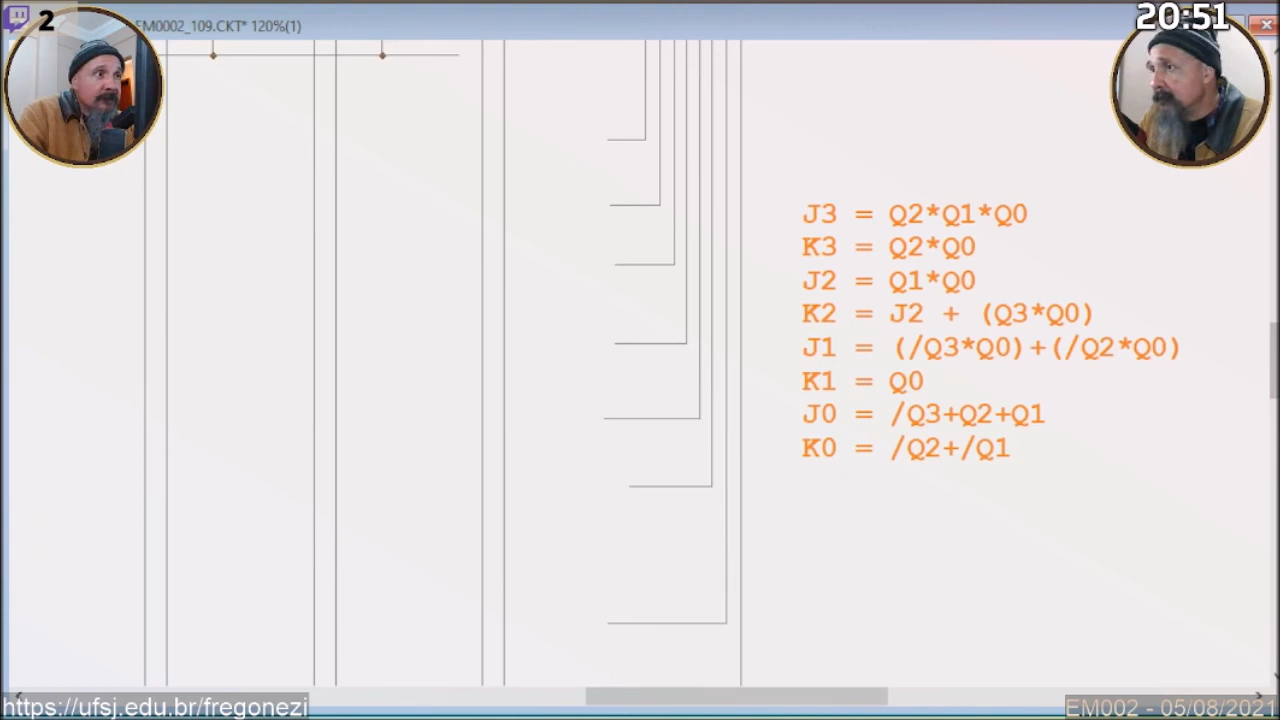 2
EM0002_109.CKT* 120%(1)
20:51
J3 = Q2*Q1*Q0
K3 = Q2*Q0
J2 = Q1*Q0
K2 = J2 + (Q3*Q0)
J1 = (/Q3*Q0)+(/Q2*Q0)
K1 = Q0
J0 = /Q3+Q2+Q1
K0 = /Q2+/Q1
https://ufsj.edu.br/fregonezi
EM002 - 05/08/2021